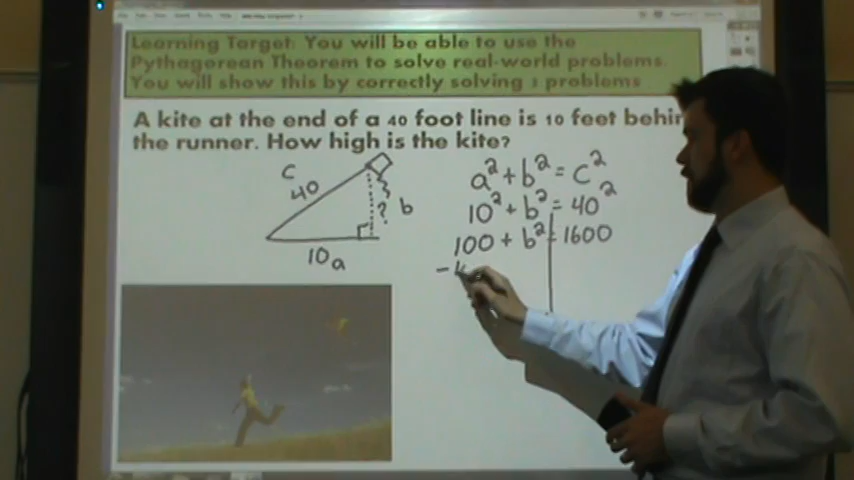 Learning Target: You will be able to use the
Pythagorean Theorem to solve real-world problems.
You will show this by correctly solving 3 problems
A kite at the end of a 40 foot line is 10 feet behin
the runner. How high is the kite?
c
40
? b
10 a
a² + b² = c²
10² + b² = 40²
100 + b² = 1600
-